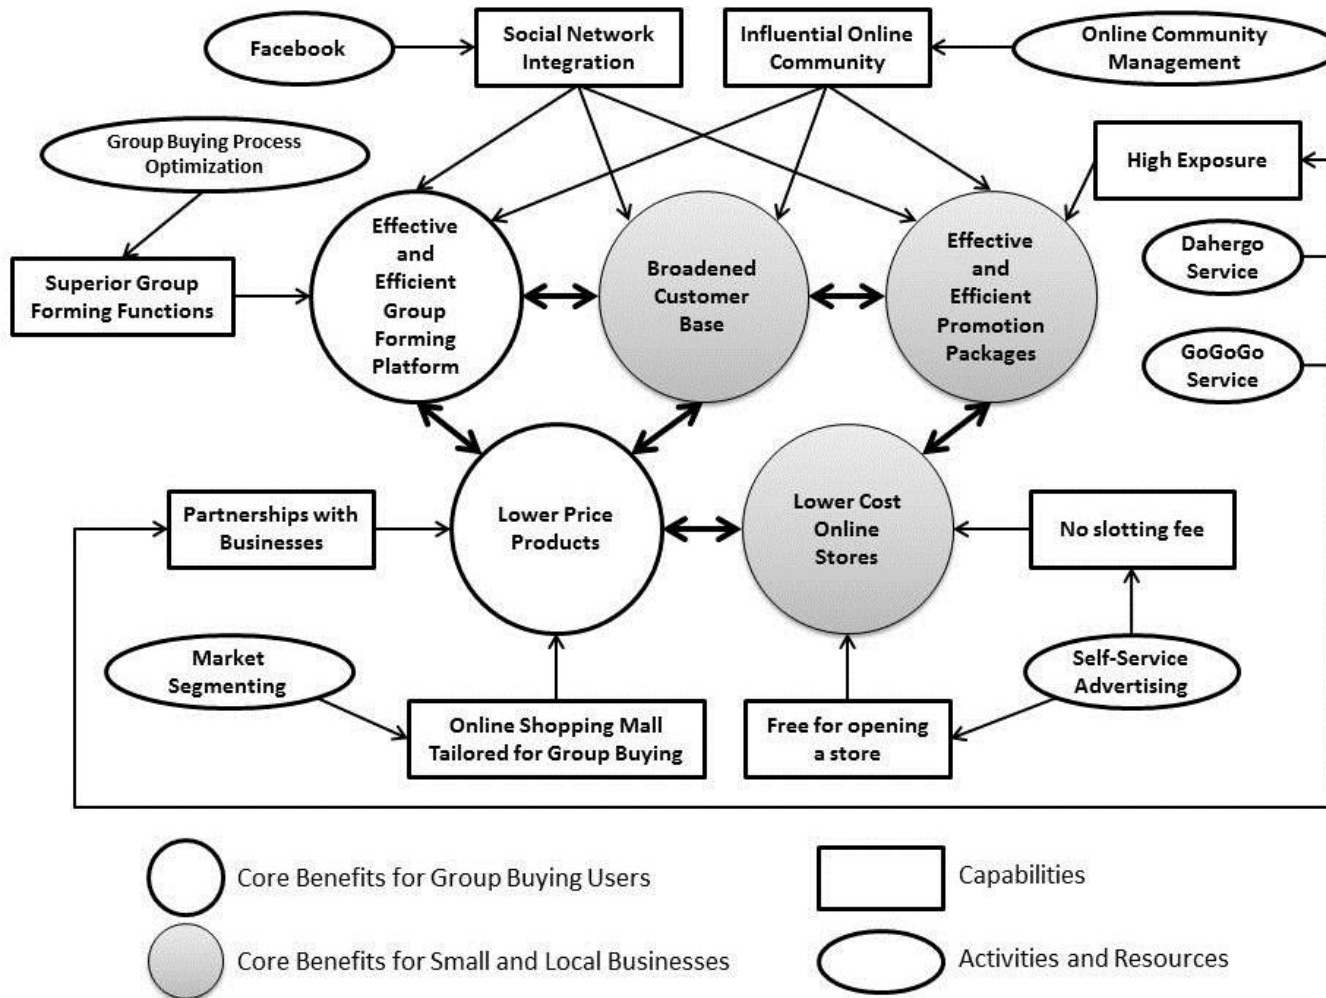 Facebook
Social Network
Integration
Influential Online
Community
Online Community
Management
Group Buying Process
Optimization
High Exposure
Superior Group
Forming Functions
Effective
and
Efficient
Group
Forming
Platform
Broadened
Customer
Base
Effective
and
Efficient
Promotion
Packages
Dahergo
Service
GoGoGo
Service
Partnerships with
Businesses
Lower Price
Products
Lower Cost
Online
Stores
No slotting fee
Market
Segmenting
Online Shopping Mall
Tailored for Group Buying
Free for opening
a store
Self-Service
Advertising
Core Benefits for Group Buying Users
Capabilities
Core Benefits for Small and Local Businesses
Activities and Resources